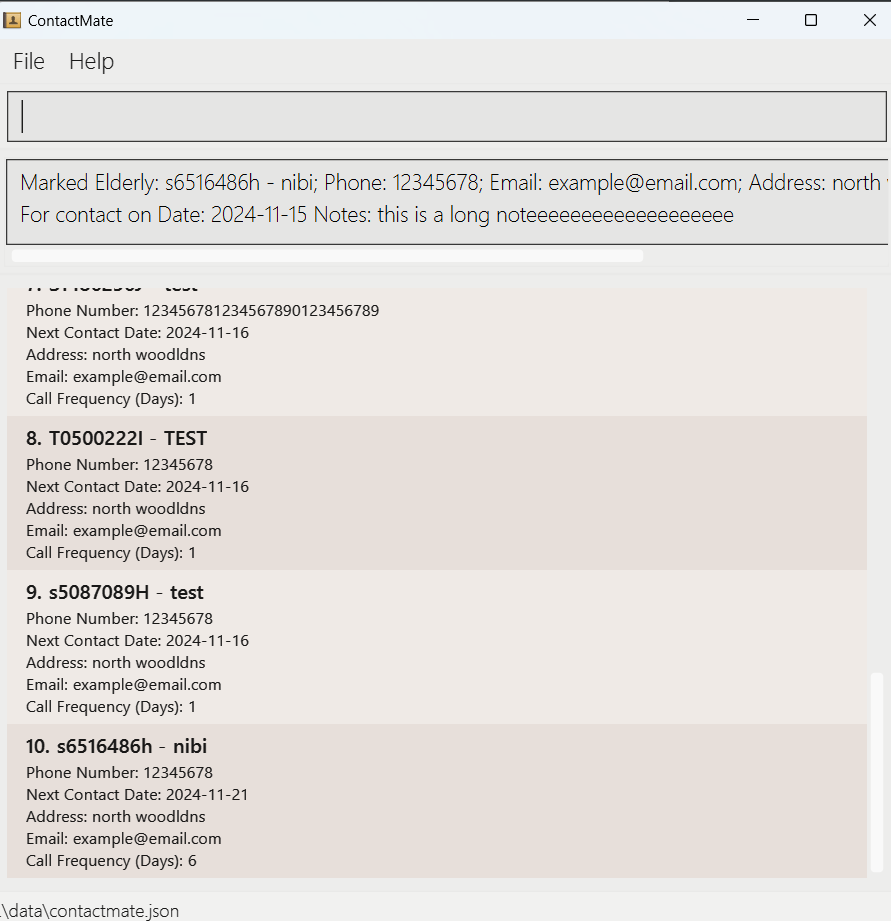 ContactMate
File Help
Marked Elderly: s6516486h - nibi; Phone: 12345678; Email: example@email.com; Address: north
For contact on Date: 2024-11-15 Notes: this is a long noteeeeeeeeeeeeeeeeeee
7. - test
Phone Number: 123456781234567890123456789
Next Contact Date: 2024-11-16
Address: north woodldns
Email: example@email.com
Call Frequency (Days): 1
8. T0500222I - TEST
Phone Number: 12345678
Next Contact Date: 2024-11-16
Address: north woodldns
Email: example@email.com
Call Frequency (Days): 1
9. s5087089H - test
Phone Number: 12345678
Next Contact Date: 2024-11-16
Address: north woodldns
Email: example@email.com
Call Frequency (Days): 1
10. s6516486h - nibi
Phone Number: 12345678
Next Contact Date: 2024-11-21
Address: north woodldns
Email: example@email.com
Call Frequency (Days): 6
.\data\contactmate.json